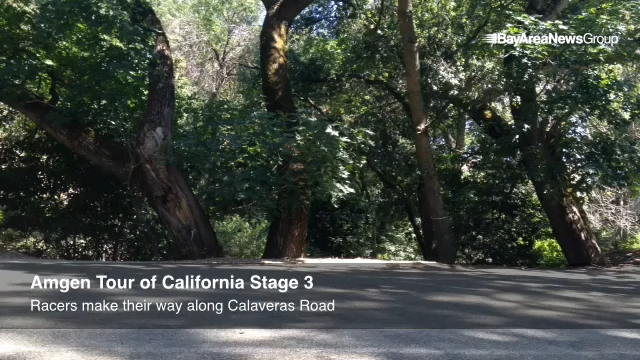 BayAreaNewsGroup
Amgen Tour of California Stage 3
Racers make their way along Calaveras Road